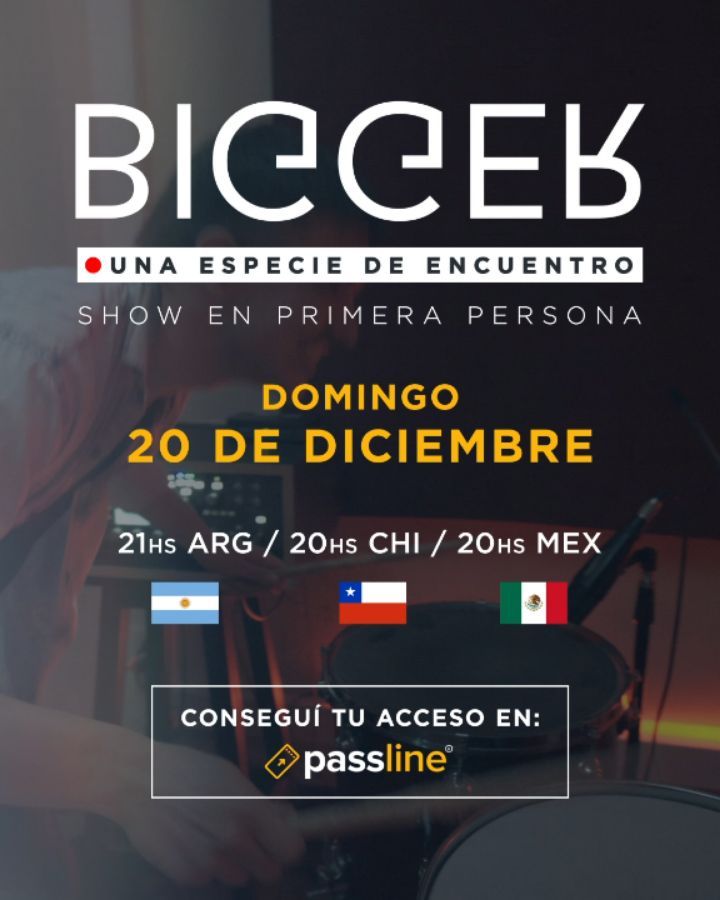 BIGGER
UNA ESPECIE DE ENCUENTRO
SHOW EN PRIMERA PERSONA
DOMINGO
20 DE DICIEMBRE
21HS ARG / 20HS CHI / 20HS MEX
CONSEGUÍ TU ACCESO EN:
passline®